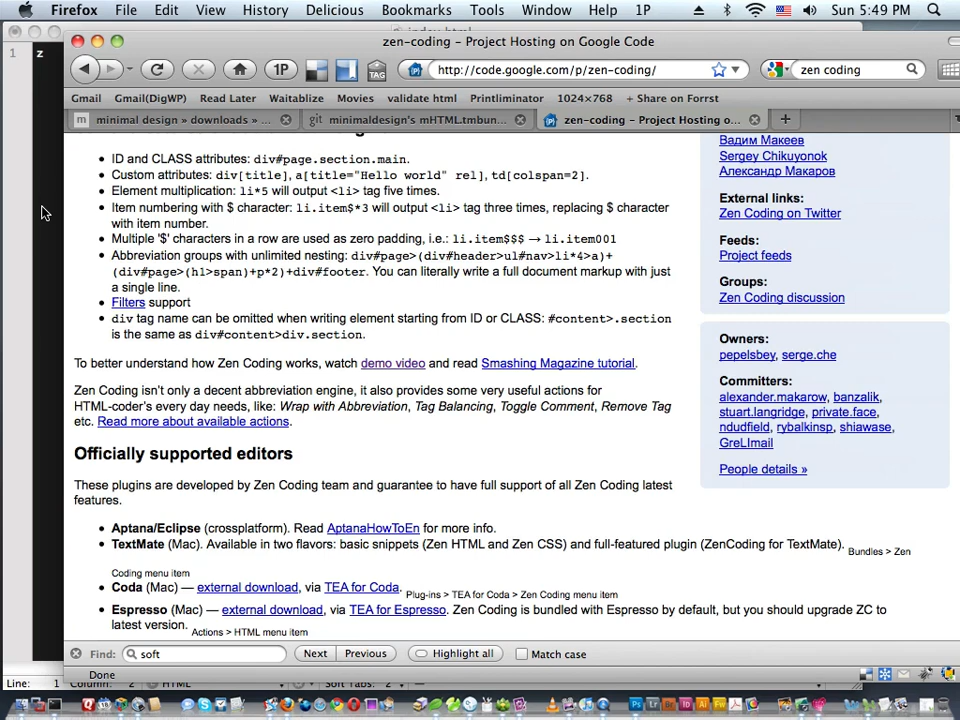 Firefox File Edit View History Delicious Bookmarks Tools Window Help 1P Sun 5:49 PM
zen-coding – Project Hosting on Google Code
1 z
1P TAG http://code.google.com/p/zen-coding/ zen coding
Gmail Gmail(DigWP) Read Later Waitablize Movies validate html Printliminator 1024×768 + Share on Forrst
m minimal design » downloads » ... git minimaldesign's mHTML.tmbun... zen-coding – Project Hosting o...
• ID and CLASS attributes: div#page.section.main.
• Custom attributes: div[title], a[title="Hello world" rel], td[colspan=2].
• Element multiplication: li*5 will output <li> tag five times.
• Item numbering with $ character: li.item$*3 will output <li> tag three times, replacing $ character
with item number.
• Multiple '$' characters in a row are used as zero padding, i.e.: li.item$$$ → li.item001
• Abbreviation groups with unlimited nesting: div#page>(div#header>ul#nav>li*4>a)+
(div#page>(h1>span)+p*2)+div#footer. You can literally write a full document markup with just
a single line.
• Filters support
• div tag name can be omitted when writing element starting from ID or CLASS: #content>.section
is the same as div#content>div.section.
To better understand how Zen Coding works, watch demo video and read Smashing Magazine tutorial.
Zen Coding isn't only a decent abbreviation engine, it also provides some very useful actions for
HTML-coder's every day needs, like: Wrap with Abbreviation, Tag Balancing, Toggle Comment, Remove Tag
etc. Read more about available actions.
Officially supported editors
These plugins are developed by Zen Coding team and guarantee to have full support of all Zen Coding latest
features.
• Aptana/Eclipse (crossplatform). Read AptanaHowToEn for more info.
• TextMate (Mac). Available in two flavors: basic snippets (Zen HTML and Zen CSS) and full-featured plugin (ZenCoding for TextMate). Bundles > Zen
Coding menu item
• Coda (Mac) — external download, via TEA for Coda. Plug-ins > TEA for Coda > Zen Coding menu item
• Espresso (Mac) — external download, via TEA for Espresso. Zen Coding is bundled with Espresso by default, but you should upgrade ZC to
latest version. Actions > HTML menu item
Вадим Макеев
Sergey Chikuyonok
Александр Макаров
External links:
Zen Coding on Twitter
Feeds:
Project feeds
Groups:
Zen Coding discussion
Owners:
pepelsbey, serge.che
Committers:
alexander.makarow, banzalik,
stuart.langridge, private.face,
ndudfield, rybalkinsp, shiawase,
GreLImail
People details »
Find: soft Next Previous Highlight all Match case
Done
Line: 1 Column: 2 HTML Soft Tabs: 2